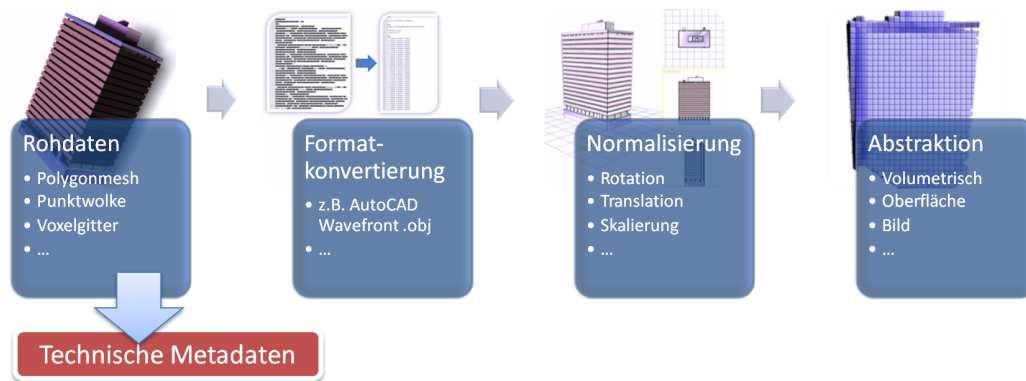 Rohdaten
• Polygonmesh
• Punktwolke
• Voxelgitter
• ...
Format-
konvertierung
• z.B. AutoCAD
Wavefront .obj
• ...
Normalisierung
• Rotation
• Translation
• Skalierung
• ...
Abstraktion
• Volumetrisch
• Oberfläche
• Bild
• ...
Technische Metadaten